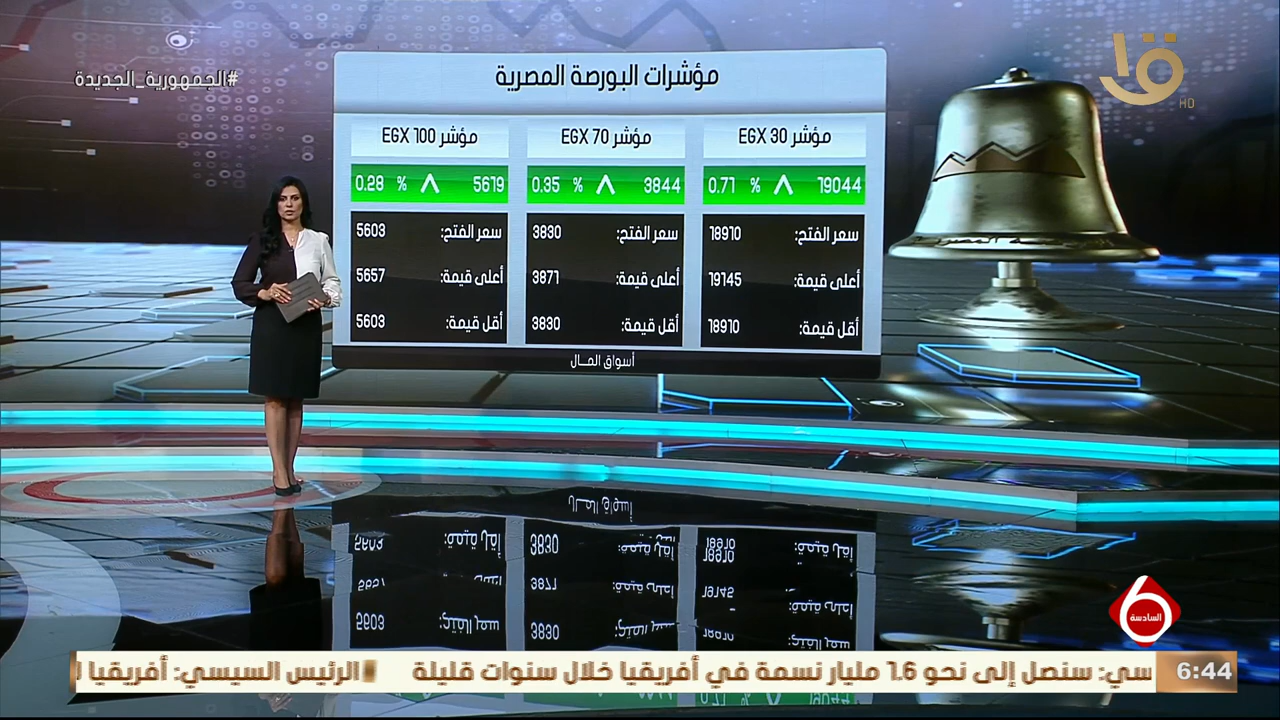 #الجمهورية_الجديدة
HD
مؤشرات البورصة المصرية
مؤشر EGX 30
19044 % 0.71
سعر الفتح: 18910
أعلى قيمة: 19145
أقل قيمة: 18910
مؤشر EGX 70
3844 % 0.35
سعر الفتح: 3830
أعلى قيمة: 3871
أقل قيمة: 3830
مؤشر EGX 100
5619 % 0.28
سعر الفتح: 5603
أعلى قيمة: 5657
أقل قيمة: 5603
أسواق المـال
6 السادسة
6:44
سي: سنصل إلى نحو 1.6 مليار نسمة في أفريقيا خلال سنوات قليلة الرئيس السيسي: أفريقيا